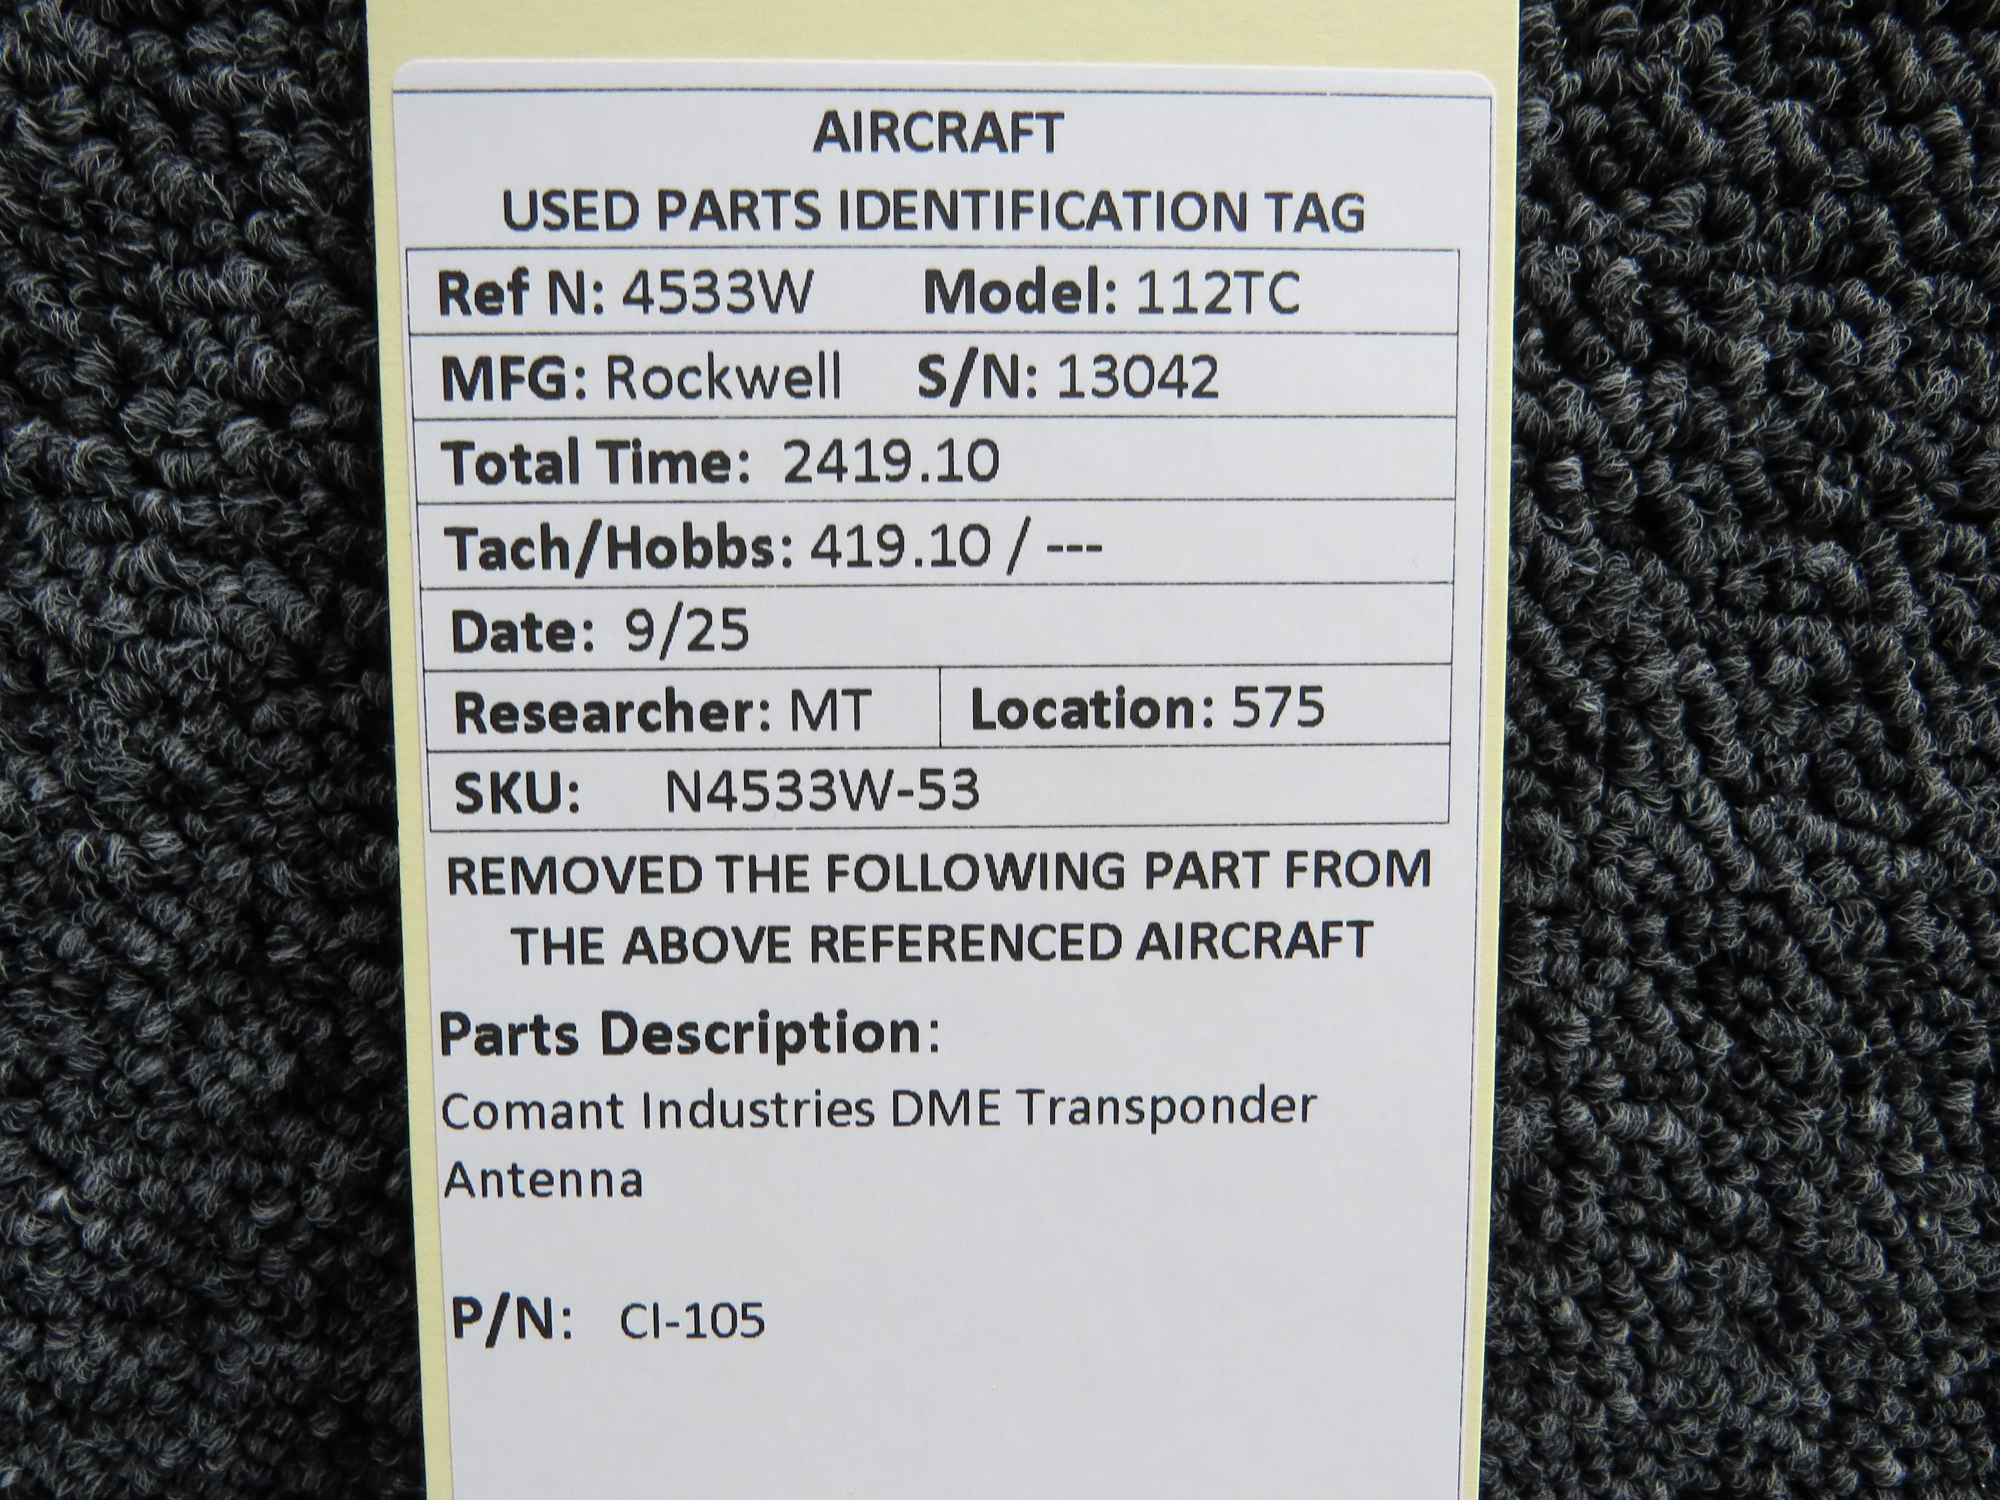 AIRCRAFT
USED PARTS IDENTIFICATION TAG
Ref N: 4533W Model: 112TC
MFG: Rockwell S/N: 13042
Total Time: 2419.10
Tach/Hobbs: 419.10 / ---
Date: 9/25
Researcher: MT Location: 575
SKU: N4533W-53
REMOVED THE FOLLOWING PART FROM
THE ABOVE REFERENCED AIRCRAFT
Parts Description:
Comant Industries DME Transponder
Antenna
P/N: CI-105